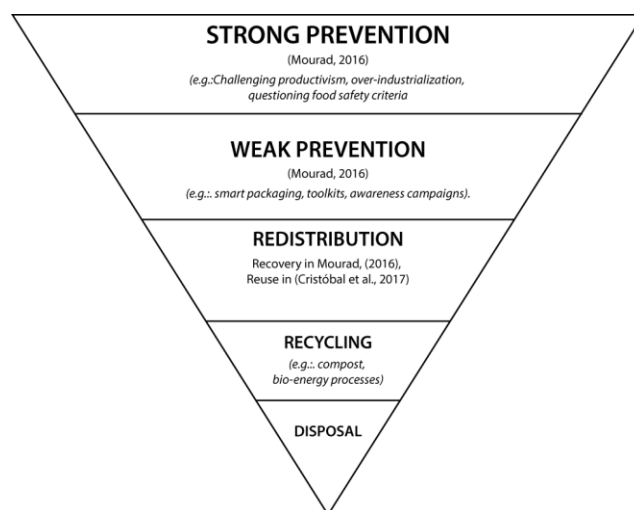 STRONG PREVENTION
(Mourad, 2016)
(e.g.:Challenging productivism, over-industrialization,
questioning food safety criteria
WEAK PREVENTION
(Mourad, 2016)
(e.g.:. smart packaging, toolkits, awareness campaigns).
REDISTRIBUTION
Recovery in Mourad, (2016),
Reuse in (Cristóbal et al., 2017)
RECYCLING
(e.g.:. compost,
bio-energy processes)
DISPOSAL